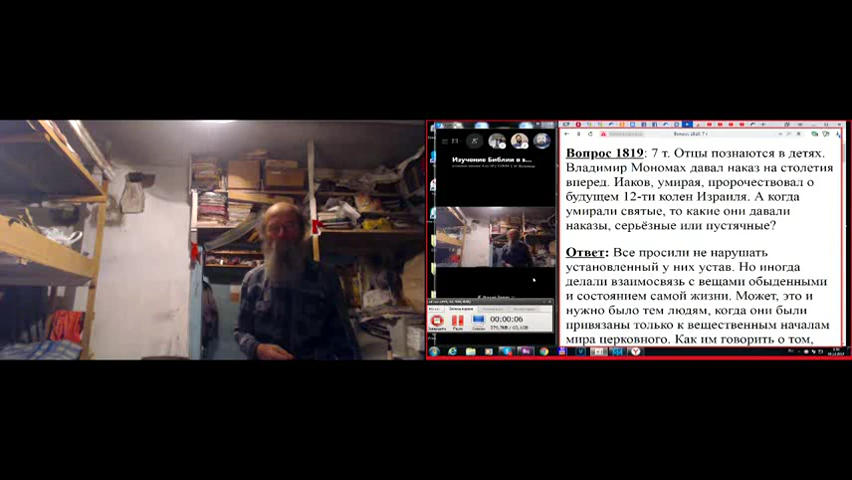 Изучение Библии в в...
00:00:06
Вопрос 1819: 7 т. Отцы познаются в детях.
Владимир Мономах давал наказ на столетия
вперед. Иаков, умирая, пророчествовал о
будущем 12-ти колен Израиля. А когда
умирали святые, то какие они давали
наказы, серьёзные или пустячные?
Ответ: Все просили не нарушать
установленный у них устав. Но иногда
делали взаимосвязь с вещами обыденными
и состоянием самой жизни. Может, это и
нужно было тем людям, когда они были
привязаны только к вещественным началам
мира церковного. Как им говорить о том,